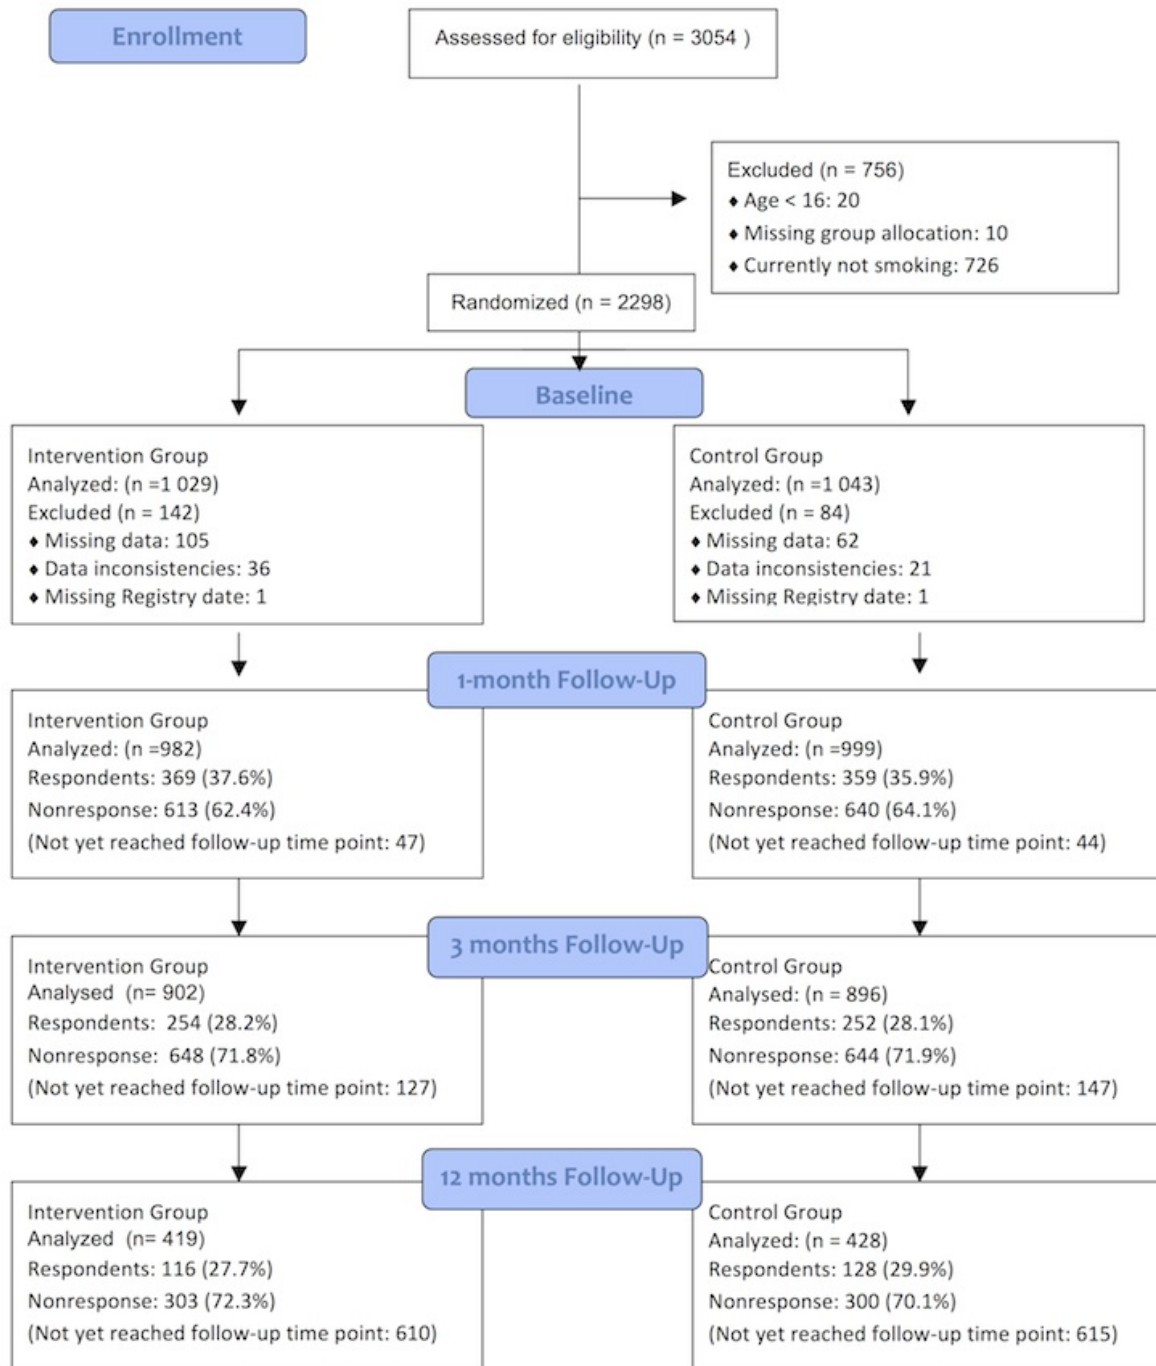 Enrollment
Assessed for eligibility (n = 3054 )
Excluded (n = 756)
♦ Age < 16: 20
♦ Missing group allocation: 10
♦ Currently not smoking: 726
Randomized (n = 2298)
Baseline
Intervention Group
Analyzed: (n =1 029)
Excluded (n = 142)
♦ Missing data: 105
♦ Data inconsistencies: 36
♦ Missing Registry date: 1
Control Group
Analyzed: (n =1 043)
Excluded (n = 84)
♦ Missing data: 62
♦ Data inconsistencies: 21
♦ Missing Registry date: 1
1-month Follow-Up
Intervention Group
Analyzed: (n =982)
Respondents: 369 (37.6%)
Nonresponse: 613 (62.4%)
(Not yet reached follow-up time point: 47)
Control Group
Analyzed: (n =999)
Respondents: 359 (35.9%)
Nonresponse: 640 (64.1%)
(Not yet reached follow-up time point: 44)
3 months Follow-Up
Intervention Group
Analysed (n= 902)
Respondents: 254 (28.2%)
Nonresponse: 648 (71.8%)
(Not yet reached follow-up time point: 127)
Control Group
Analysed: (n = 896)
Respondents: 252 (28.1%)
Nonresponse: 644 (71.9%)
(Not yet reached follow-up time point: 147)
12 months Follow-Up
Intervention Group
Analyzed (n= 419)
Respondents: 116 (27.7%)
Nonresponse: 303 (72.3%)
(Not yet reached follow-up time point: 610)
Control Group
Analyzed: (n = 428)
Respondents: 128 (29.9%)
Nonresponse: 300 (70.1%)
(Not yet reached follow-up time point: 615)